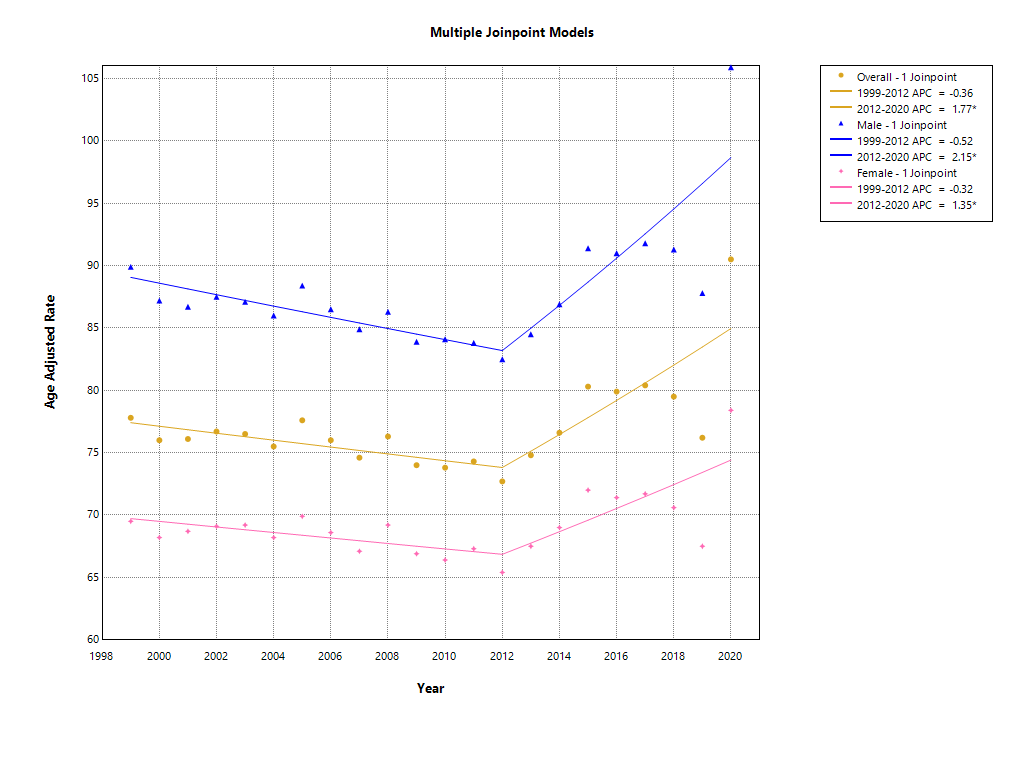 Multiple Joinpoint Models
Overall - 1 Joinpoint
1999-2012 APC = -0.36
2012-2020 APC = 1.77*
Male - 1 Joinpoint
1999-2012 APC = -0.52
2012-2020 APC = 2.15*
Female - 1 Joinpoint
1999-2012 APC = -0.32
2012-2020 APC = 1.35*
Age Adjusted Rate
105
100
95
90
85
80
75
70
65
60
1998 2000 2002 2004 2006 2008 2010 2012 2014 2016 2018 2020
Year